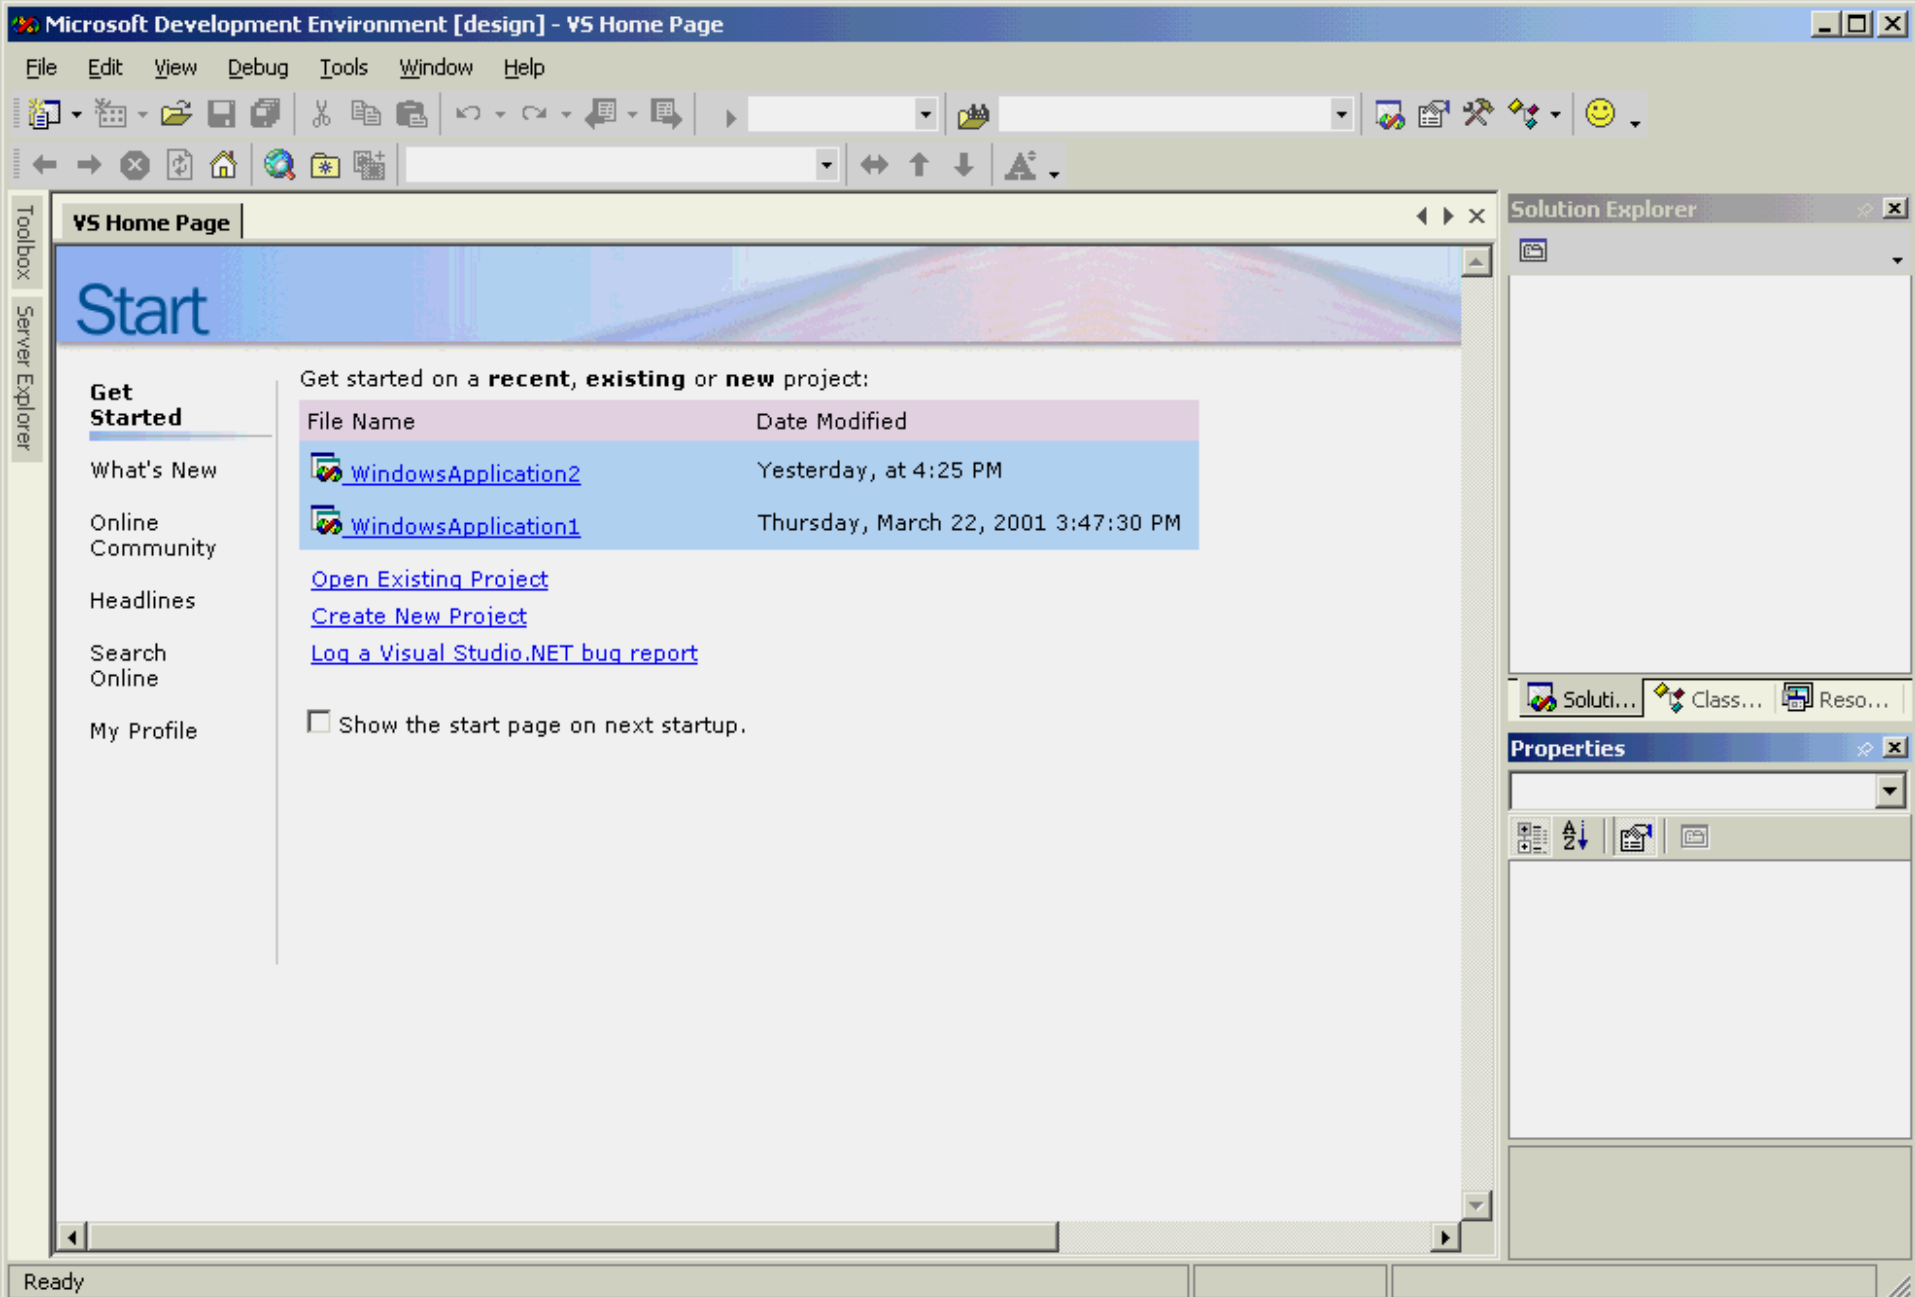 Microsoft Development Environment [design] - VS Home Page
File Edit View Debug Tools Window Help
Toolbox
Server Explorer
VS Home Page
Start
Get
Started
What's New
Online
Community
Headlines
Search
Online
My Profile
Get started on a recent, existing or new project:
File Name Date Modified
WindowsApplication2 Yesterday, at 4:25 PM
WindowsApplication1 Thursday, March 22, 2001 3:47:30 PM
Open Existing Project
Create New Project
Log a Visual Studio.NET bug report
Show the start page on next startup.
Solution Explorer
Soluti... Class... Reso...
Properties
Ready